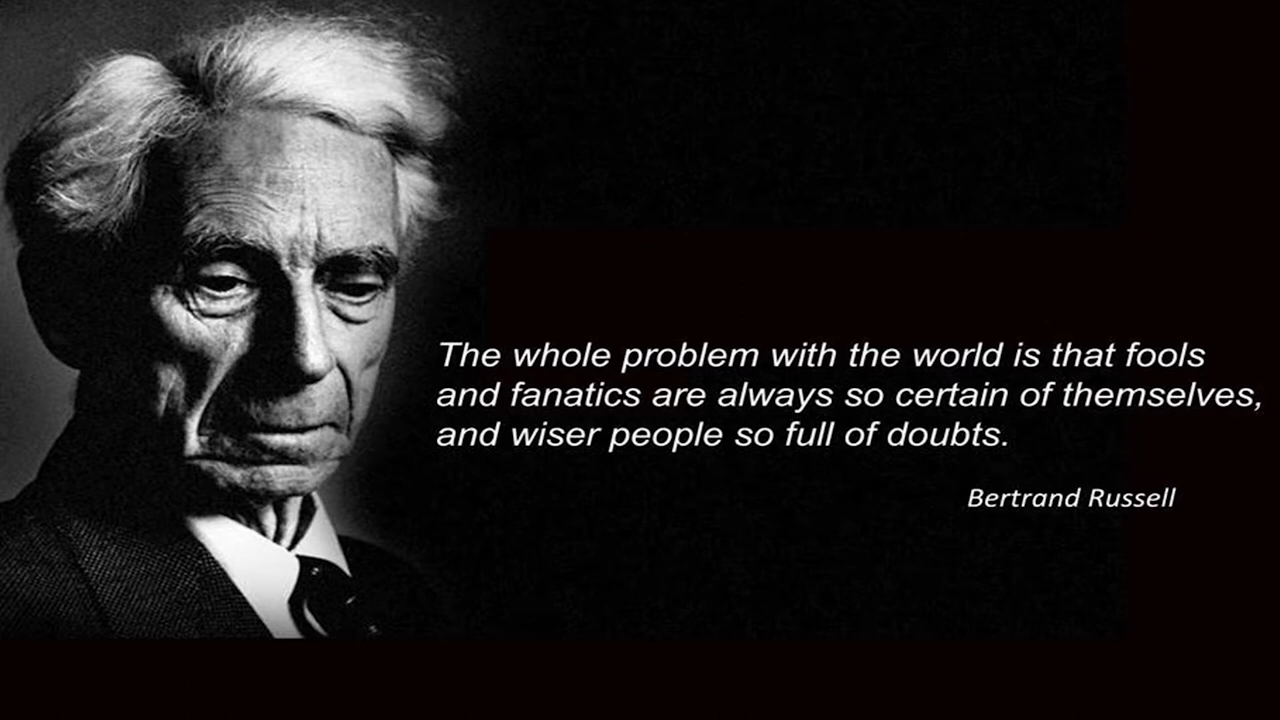 The whole problem with the world is that fools
and fanatics are always so certain of themselves,
and wiser people so full of doubts.
Bertrand Russell